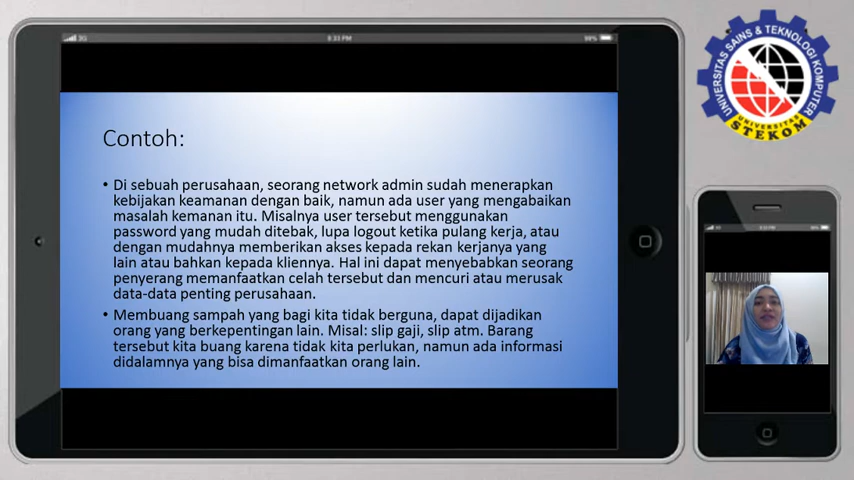 3G
8:33 PM
Contoh:
• Di sebuah perusahaan, seorang network admin sudah menerapkan
kebijakan keamanan dengan baik, namun ada user yang mengabaikan
masalah kemanan itu. Misalnya user tersebut menggunakan
password yang mudah ditebak, lupa logout ketika pulang kerja, atau
dengan mudahnya memberikan akses kepada rekan kerjanya yang
lain atau bahkan kepada kliennya. Hal ini dapat menyebabkan seorang
penyerang memanfaatkan celah tersebut dan mencuri atau merusak
data-data penting perusahaan.
• Membuang sampah yang bagi kita tidak berguna, dapat dijadikan
orang yang berkepentingan lain. Misal: slip gaji, slip atm. Barang
tersebut kita buang karena tidak kita perlukan, namun ada informasi
didalamnya yang bisa dimanfaatkan orang lain.
UNIVERSITAS SAINS & TEKNOLOGI KOMPUTER
UNIVERSITAS
STEKOM